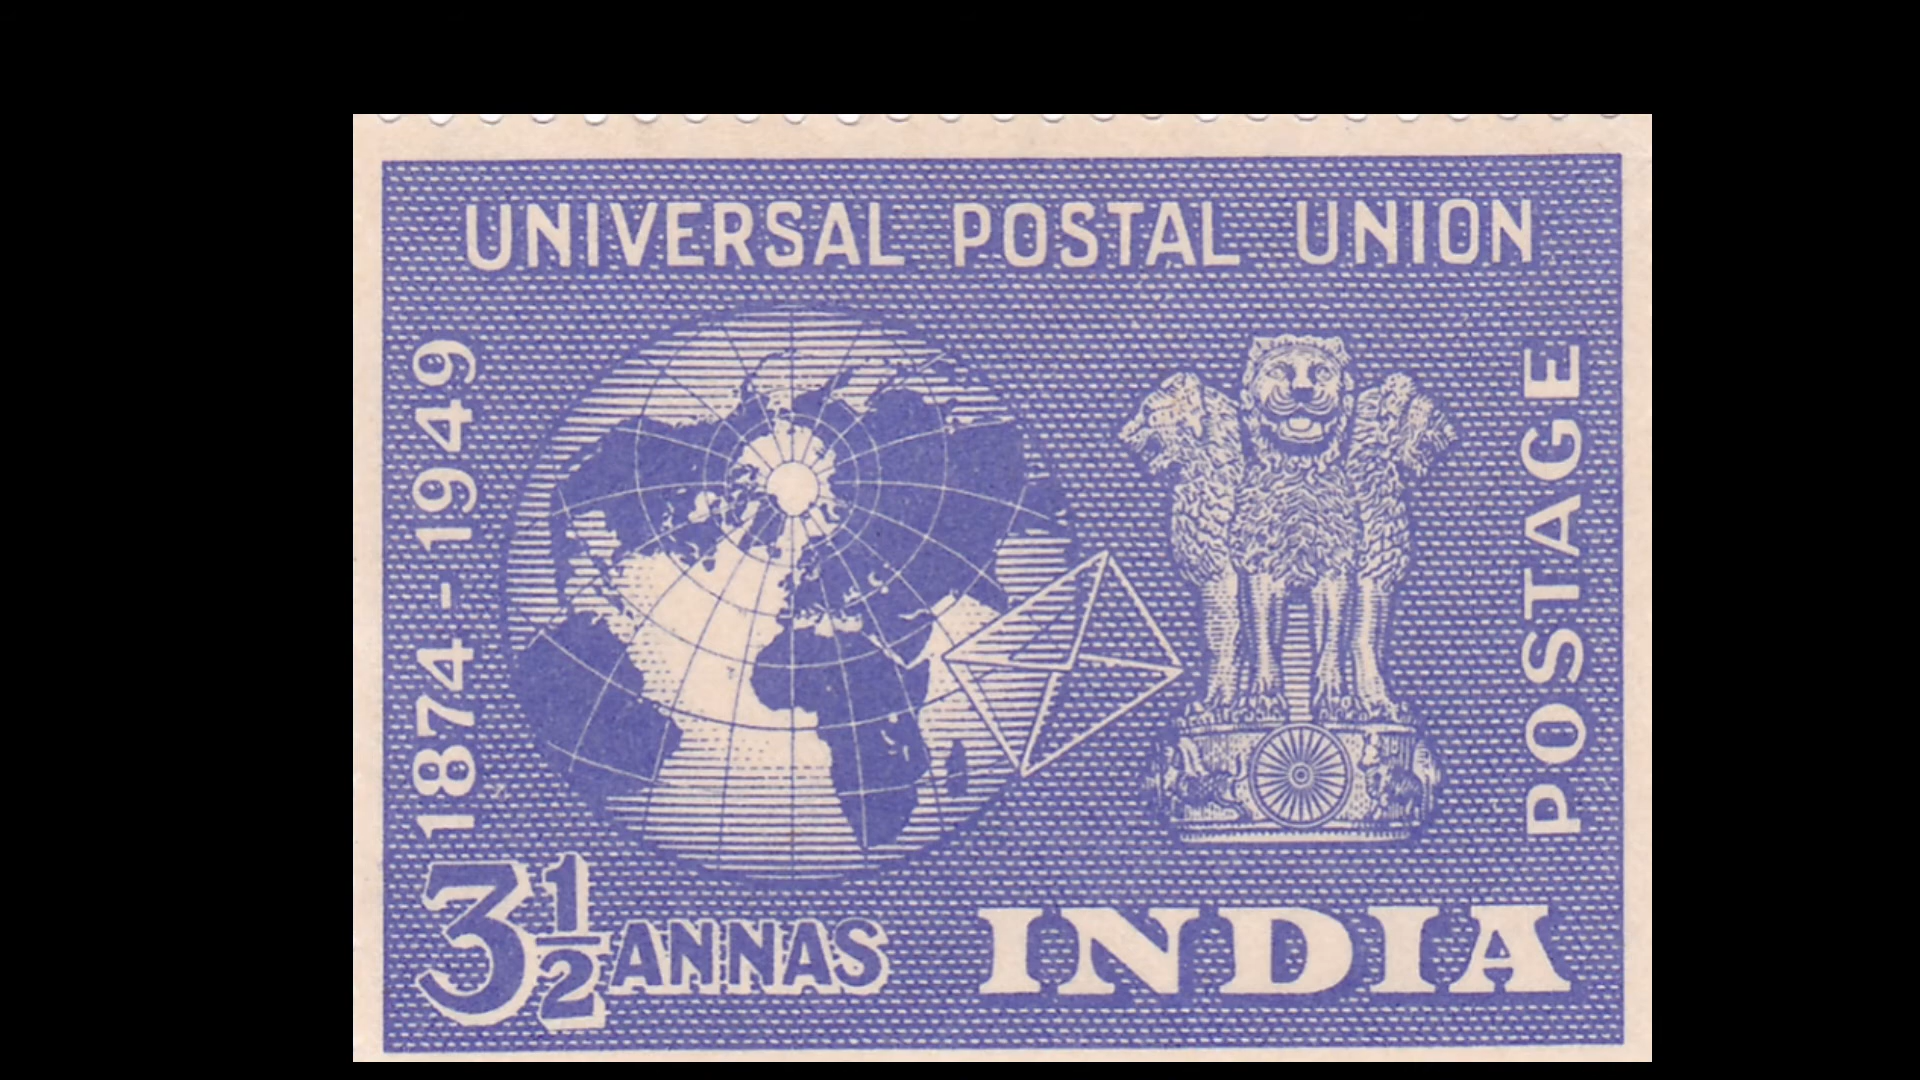 UNIVERSAL POSTAL UNION
1874-1949
POSTAGE
3½ ANNAS
INDIA